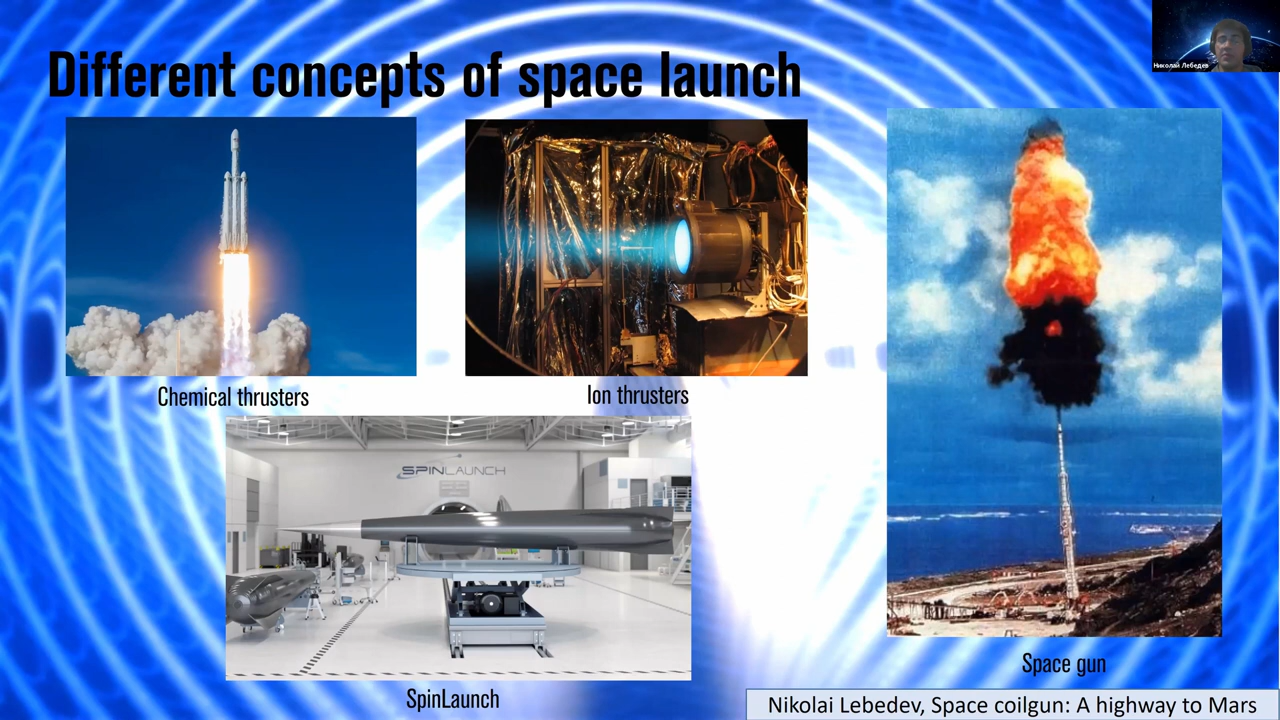 Different concepts of space launch
Николай Лебедев
Chemical thrusters
Ion thrusters
SPINLAUNCH
SpinLaunch
Space gun
Nikolai Lebedev, Space coilgun: A highway to Mars